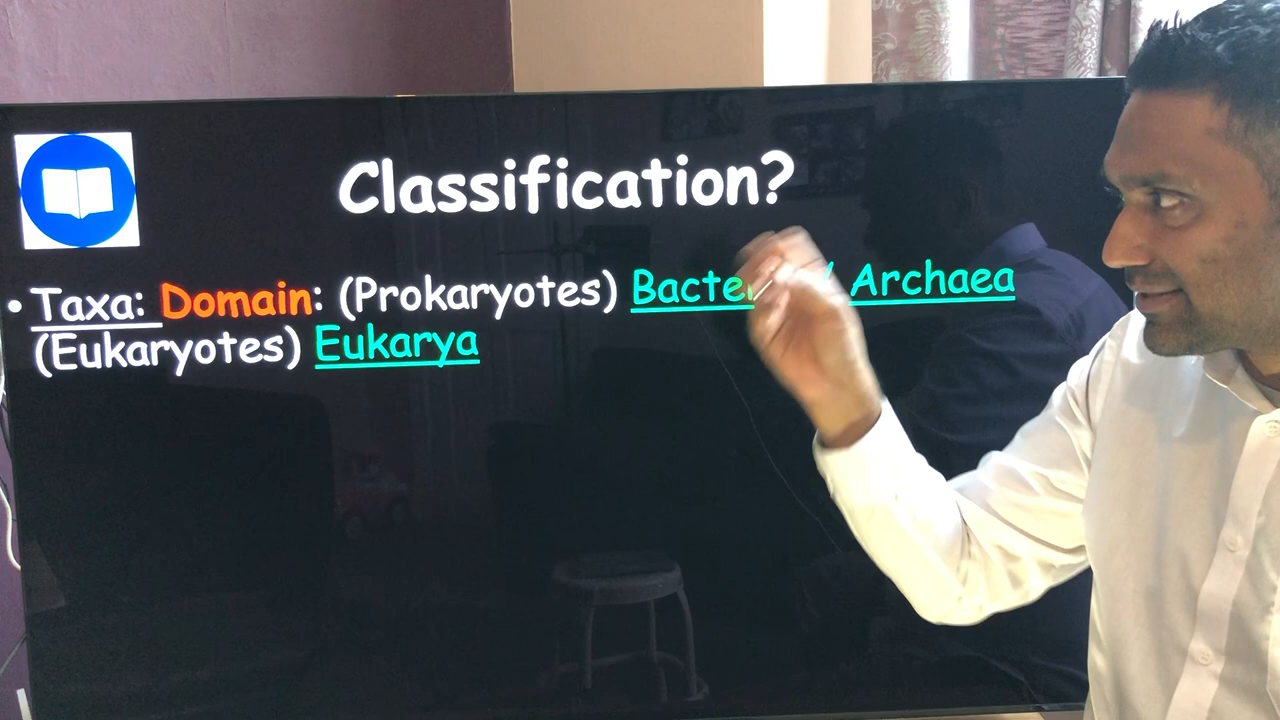 Classification?
• Taxa: Domain: (Prokaryotes) Archaea
(Eukaryotes) Eukarya